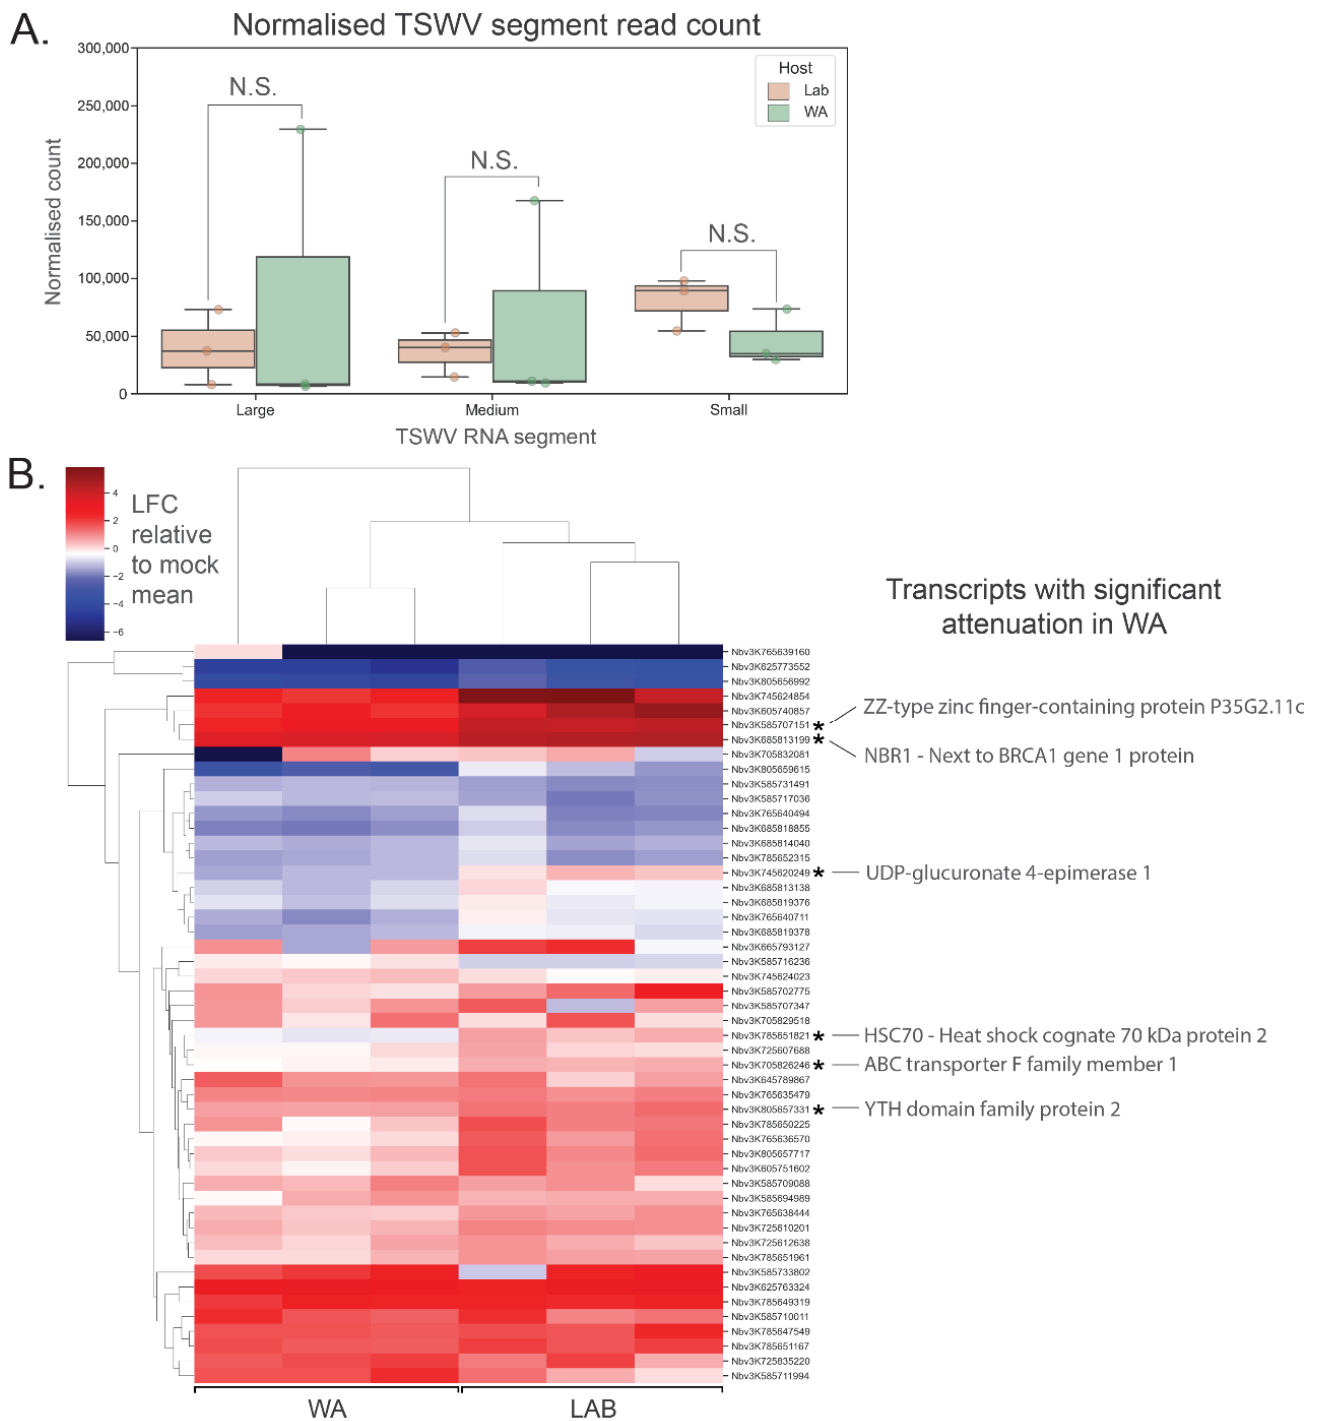 A.
Normalised TSWV segment read count
300,000
250,000
200,000
150,000
100,000
50,000
0
Normalised count
N.S.
N.S.
N.S.
Host
Lab
WA
Large
Medium
Small
TSWV RNA segment
B.
4
2
0
−2
−4
−6
LFC
relative
to mock
mean
Transcripts with significant
attenuation in WA
Nbv3K765639160
Nbv3K625773552
Nbv3K805656992
Nbv3K745624854
Nbv3K605740857
Nbv3K585707151 *
ZZ-type zinc finger-containing protein P35G2.11c
Nbv3K685813199 *
NBR1 - Next to BRCA1 gene 1 protein
Nbv3K705832081
Nbv3K805659615
Nbv3K585731491
Nbv3K585717036
Nbv3K765640494
Nbv3K685818855
Nbv3K685814040
Nbv3K785652315
Nbv3K745620249 *
UDP-glucuronate 4-epimerase 1
Nbv3K685813138
Nbv3K685819376
Nbv3K765640711
Nbv3K685819378
Nbv3K665793127
Nbv3K585716236
Nbv3K745624023
Nbv3K585702775
Nbv3K585707347
Nbv3K705829518
Nbv3K785651821 *
HSC70 - Heat shock cognate 70 kDa protein 2
Nbv3K725607688
Nbv3K705826246 *
ABC transporter F family member 1
Nbv3K645789867
Nbv3K765635479
Nbv3K805657331 *
YTH domain family protein 2
Nbv3K785650225
Nbv3K765636570
Nbv3K805657717
Nbv3K605751602
Nbv3K585709088
Nbv3K585694989
Nbv3K765638444
Nbv3K725610201
Nbv3K725612638
Nbv3K785651961
Nbv3K585733802
Nbv3K625763324
Nbv3K785649319
Nbv3K585710011
Nbv3K785647549
Nbv3K785651167
Nbv3K725835220
Nbv3K585711994
WA
LAB